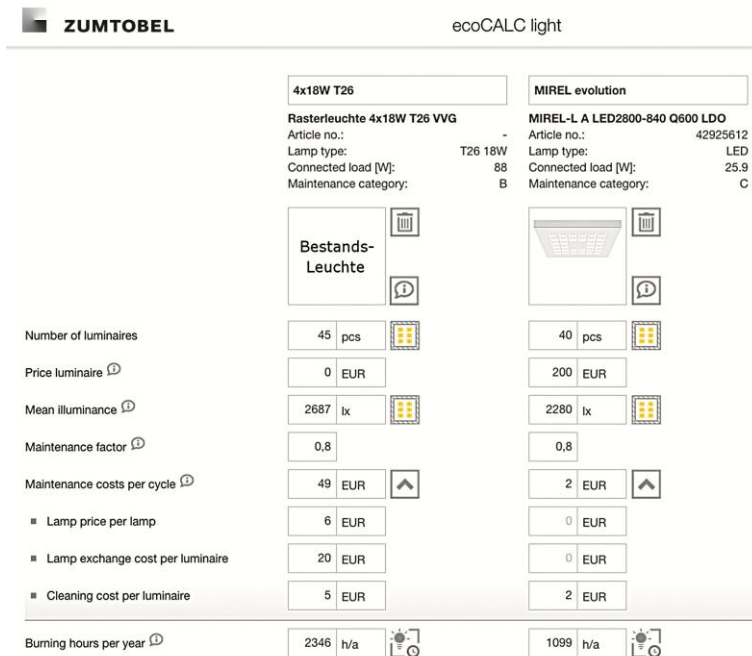 ZUMTOBEL ecoCALC light
4x18W T26 MIREL evolution
Rasterleuchte 4x18W T26 VVG MIREL-L A LED2800-840 Q600 LDO
Article no.: - Article no.: 42925612
Lamp type: T26 18W Lamp type: LED
Connected load [W]: 88 Connected load [W]: 25.9
Maintenance category: B Maintenance category: C
Bestands-
Leuchte
Number of luminaires 45 pcs 40 pcs
Price luminaire 0 EUR 200 EUR
Mean illuminance 2687 lx 2280 lx
Maintenance factor 0,8 0,8
Maintenance costs per cycle 49 EUR 2 EUR
Lamp price per lamp 6 EUR 0 EUR
Lamp exchange cost per luminaire 20 EUR 0 EUR
Cleaning cost per luminaire 5 EUR 2 EUR
Burning hours per year 2346 h/a 1099 h/a